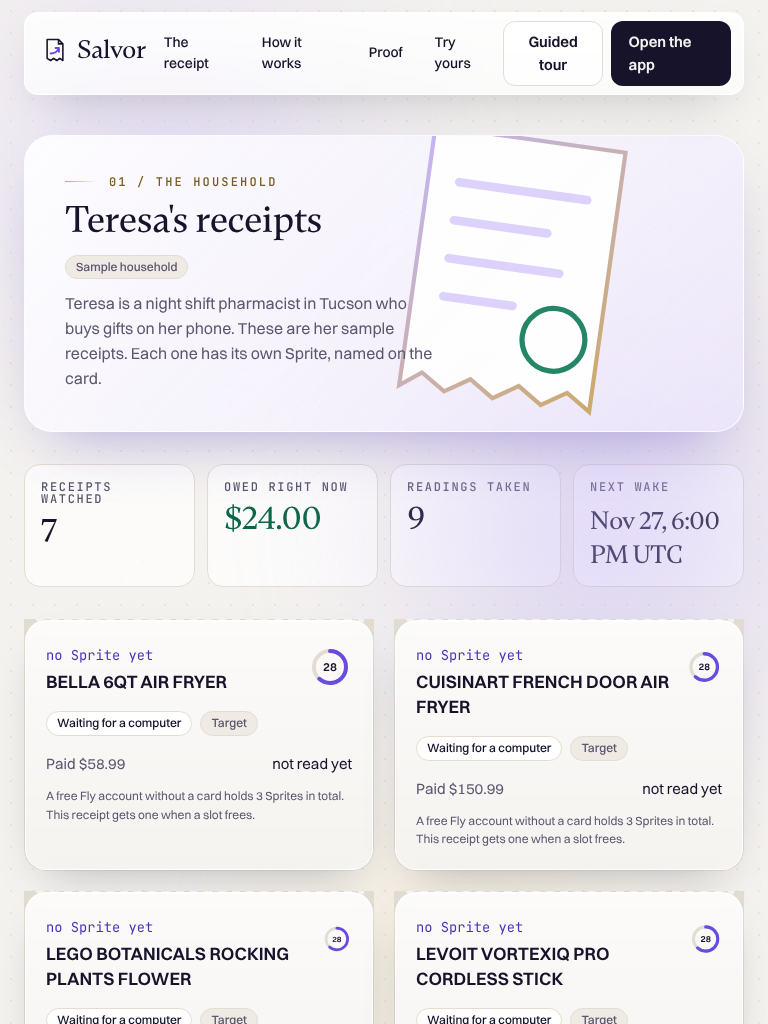 Salvor
The
receipt
How it
works
Proof
Try
yours
Guided
tour
Open the
app
01 / THE HOUSEHOLD
Teresa's receipts
Sample household
Teresa is a night shift pharmacist in Tucson who
buys gifts on her phone. These are her sample
receipts. Each one has its own Sprite, named on the
card.
RECEIPTS
WATCHED
7
OWED RIGHT NOW
$24.00
READINGS TAKEN
9
NEXT WAKE
Nov 27, 6:00
PM UTC
no Sprite yet
28
BELLA 6QT AIR FRYER
Waiting for a computer
Target
Paid $58.99
not read yet
A free Fly account without a card holds 3 Sprites in total.
This receipt gets one when a slot frees.
no Sprite yet
28
CUISINART FRENCH DOOR AIR
FRYER
Waiting for a computer
Target
Paid $150.99
not read yet
A free Fly account without a card holds 3 Sprites in total.
This receipt gets one when a slot frees.
no Sprite yet
28
LEGO BOTANICALS ROCKING
PLANTS FLOWER
Waiting for a computer
Target
no Sprite yet
28
LEVOIT VORTEXIQ PRO
CORDLESS STICK
Waiting for a computer
Target